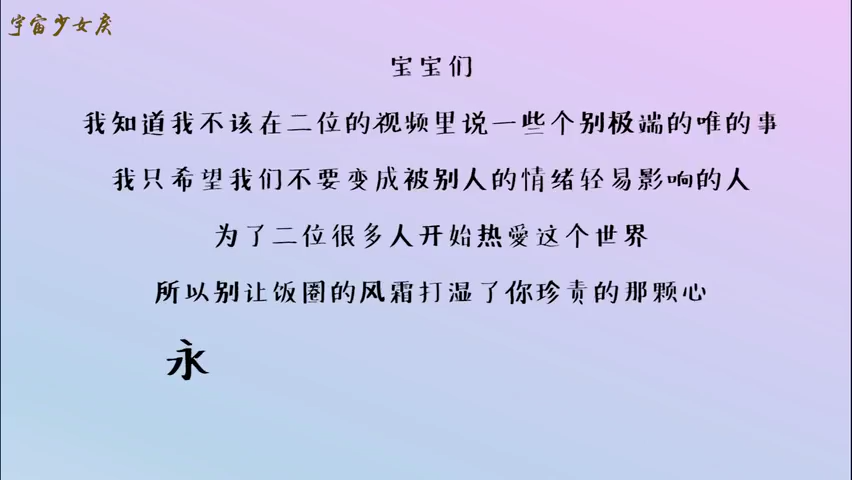 宇宙少女戾
宝宝们
我知道我不该在二位的视频里说一些个别极端的唯的事
我只希望我们不要变成被别人的情绪轻易影响的人
为了二位很多人开始热愛这个世界
所以别让饭圈的风霜打湿了你珍责的那颗心
永